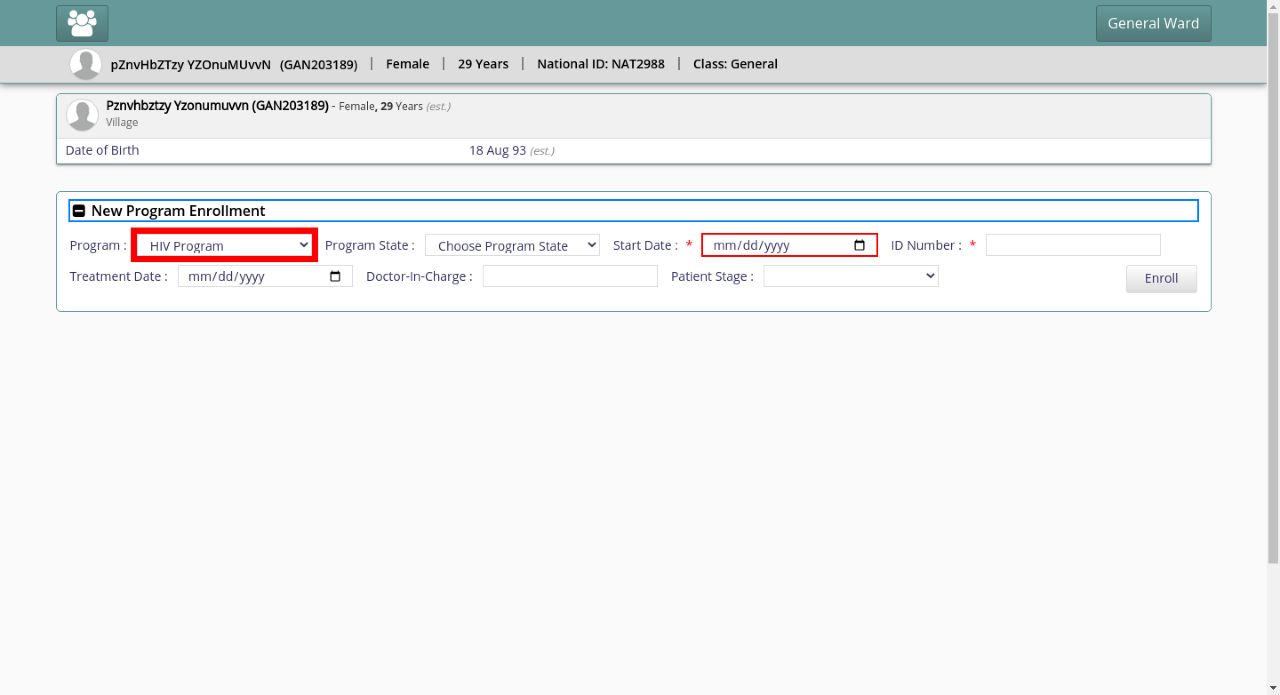 General Ward
pZnvHbZTzy YZOnuMUvvN (GAN203189) | Female | 29 Years | National ID: NAT2988 | Class: General
Pznvhbztzy Yzonumuvvn (GAN203189) - Female, 29 Years (est.)
Village
Date of Birth 18 Aug 93 (est.)
New Program Enrollment
Program : HIV Program Program State : Choose Program State Start Date : * mm/dd/yyyy ID Number : *
Treatment Date : mm/dd/yyyy Doctor-In-Charge : Patient Stage : Enroll